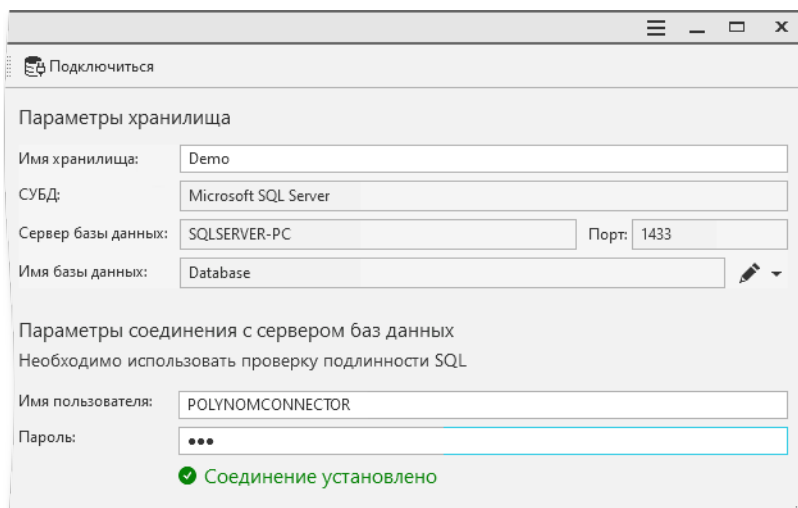 Подключиться
Параметры хранилища
Имя хранилища: Demo
СУБД: Microsoft SQL Server
Сервер базы данных: SQLSERVER-PC Порт: 1433
Имя базы данных: Database
Параметры соединения с сервером баз данных
Необходимо использовать проверку подлинности SQL
Имя пользователя: POLYNOMCONNECTOR
Пароль: •••
Соединение установлено